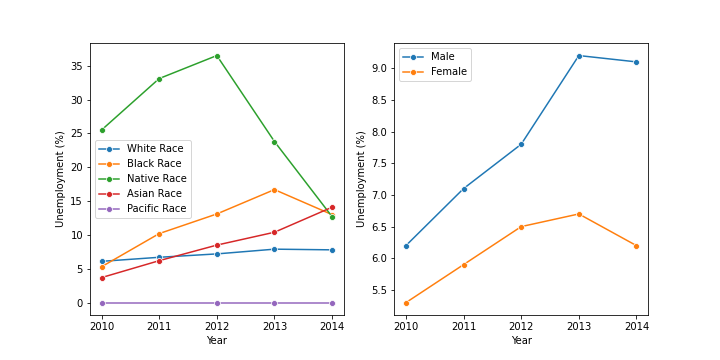 35
30
25
20
15
10
5
0
Unemployment (%)
White Race
Black Race
Native Race
Asian Race
Pacific Race
2010 2011 2012 2013 2014
Year
9.0
8.5
8.0
7.5
7.0
6.5
6.0
5.5
Unemployment (%)
Male
Female
2010 2011 2012 2013 2014
Year